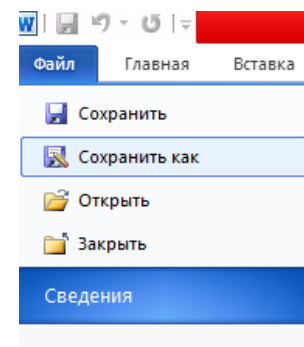 W
Файл Главная Вставка
Сохранить
Сохранить как
Открыть
Закрыть
Сведения